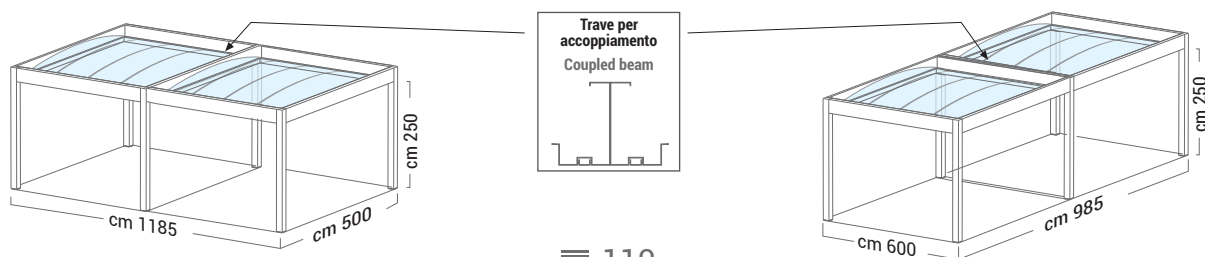 Trave per
accoppiamento
Coupled beam
cm 250
cm 1185
cm 500
cm 250
cm 600
cm 985